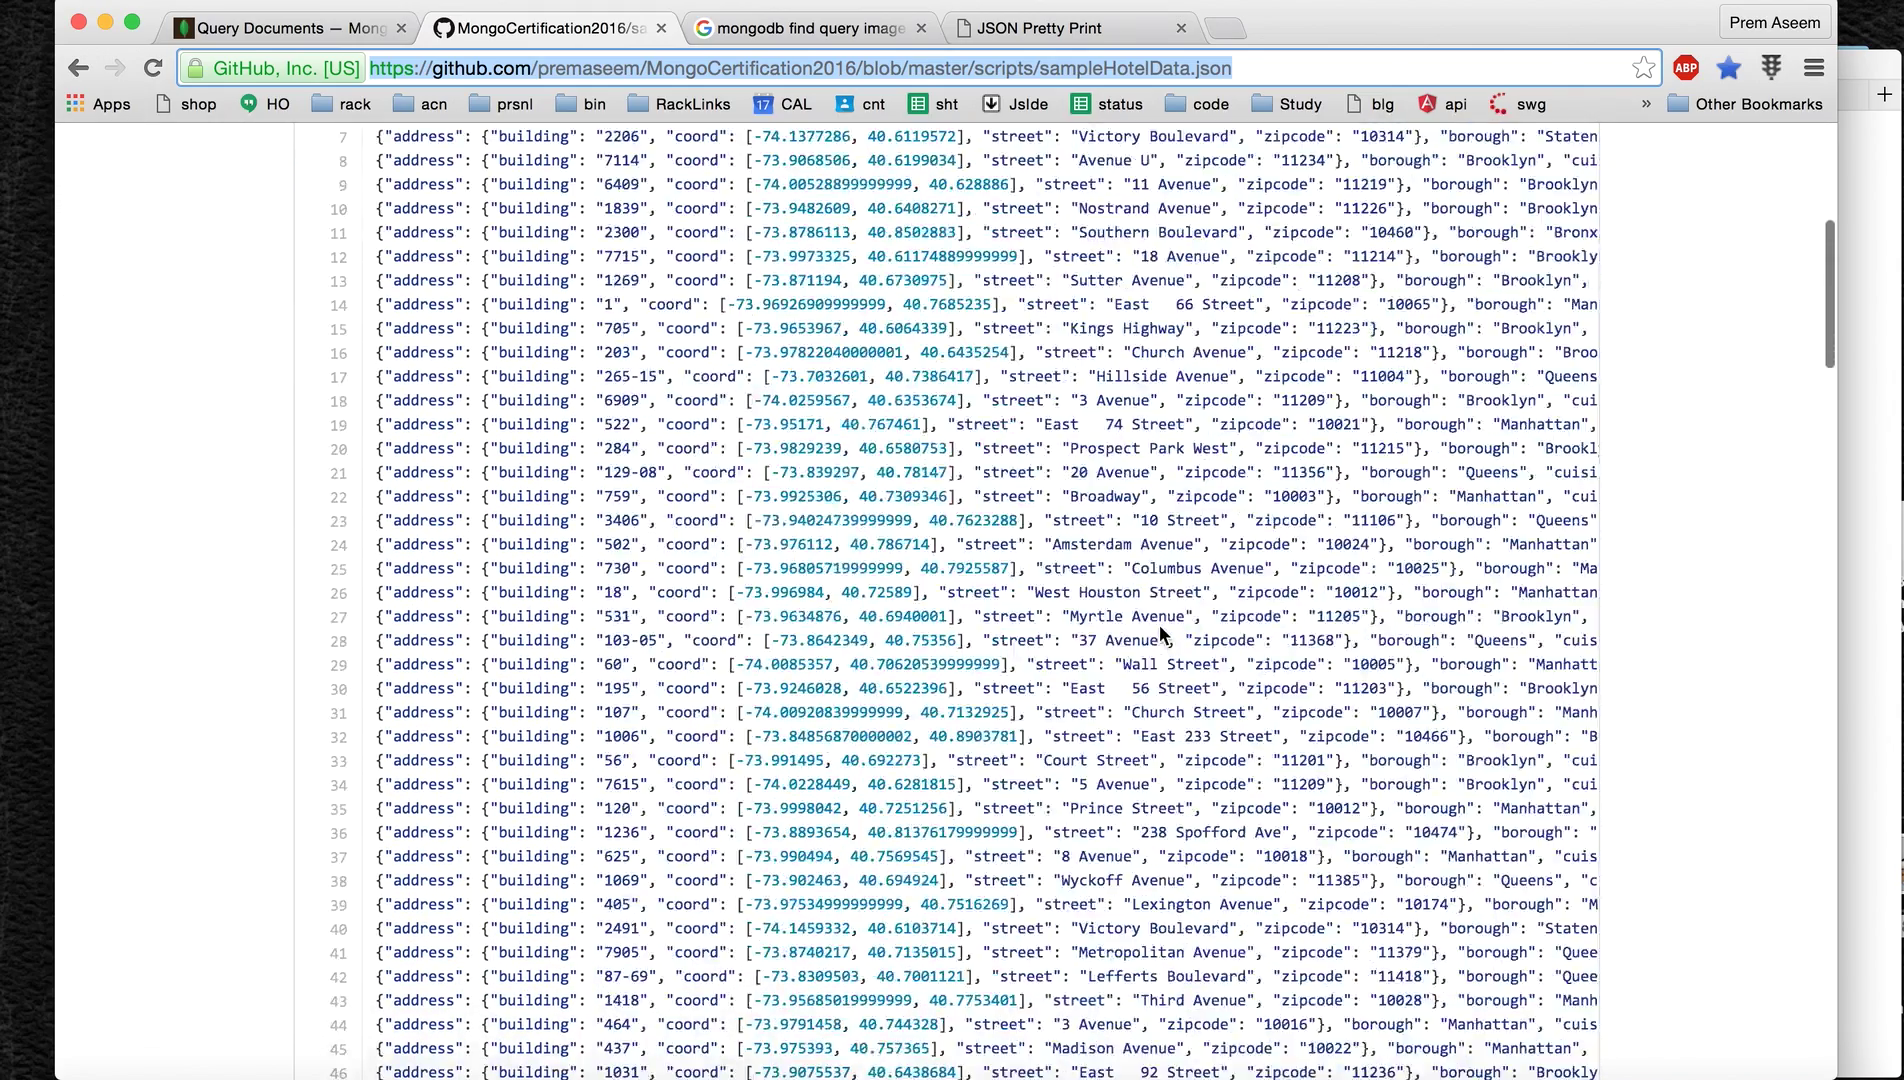 Query Documents — Mong
MongoCertification2016/sa
mongodb find query image
JSON Pretty Print
Prem Aseem
GitHub, Inc. [US] https://github.com/premaseem/MongoCertification2016/blob/master/scripts/sampleHotelData.json
ABP
Apps shop HO rack acn prsnl bin RackLinks 17 CAL cnt sht JsIde status code Study blg api swg » Other Bookmarks
7 {"address": {"building": "2206", "coord": [-74.1377286, 40.6119572], "street": "Victory Boulevard", "zipcode": "10314"}, "borough": "Staten
8 {"address": {"building": "7114", "coord": [-73.9068506, 40.6199034], "street": "Avenue U", "zipcode": "11234"}, "borough": "Brooklyn", "cui
9 {"address": {"building": "6409", "coord": [-74.00528899999999, 40.628886], "street": "11 Avenue", "zipcode": "11219"}, "borough": "Brooklyn
10 {"address": {"building": "1839", "coord": [-73.9482609, 40.6408271], "street": "Nostrand Avenue", "zipcode": "11226"}, "borough": "Brooklyn
11 {"address": {"building": "2300", "coord": [-73.8786113, 40.8502883], "street": "Southern Boulevard", "zipcode": "10460"}, "borough": "Bronx
12 {"address": {"building": "7715", "coord": [-73.9973325, 40.61174889999999], "street": "18 Avenue", "zipcode": "11214"}, "borough": "Brookly
13 {"address": {"building": "1269", "coord": [-73.871194, 40.6730975], "street": "Sutter Avenue", "zipcode": "11208"}, "borough": "Brooklyn",
14 {"address": {"building": "1", "coord": [-73.96926909999999, 40.7685235], "street": "East   66 Street", "zipcode": "10065"}, "borough": "Man
15 {"address": {"building": "705", "coord": [-73.9653967, 40.6064339], "street": "Kings Highway", "zipcode": "11223"}, "borough": "Brooklyn",
16 {"address": {"building": "203", "coord": [-73.97822040000001, 40.6435254], "street": "Church Avenue", "zipcode": "11218"}, "borough": "Broo
17 {"address": {"building": "265-15", "coord": [-73.7032601, 40.7386417], "street": "Hillside Avenue", "zipcode": "11004"}, "borough": "Queens
18 {"address": {"building": "6909", "coord": [-74.0259567, 40.6353674], "street": "3 Avenue", "zipcode": "11209"}, "borough": "Brooklyn", "cui
19 {"address": {"building": "522", "coord": [-73.95171, 40.767461], "street": "East   74 Street", "zipcode": "10021"}, "borough": "Manhattan",
20 {"address": {"building": "284", "coord": [-73.9829239, 40.6580753], "street": "Prospect Park West", "zipcode": "11215"}, "borough": "Brookl
21 {"address": {"building": "129-08", "coord": [-73.839297, 40.78147], "street": "20 Avenue", "zipcode": "11356"}, "borough": "Queens", "cuisi
22 {"address": {"building": "759", "coord": [-73.9925306, 40.7309346], "street": "Broadway", "zipcode": "10003"}, "borough": "Manhattan", "cui
23 {"address": {"building": "3406", "coord": [-73.94024739999999, 40.7623288], "street": "10 Street", "zipcode": "11106"}, "borough": "Queens"
24 {"address": {"building": "502", "coord": [-73.976112, 40.786714], "street": "Amsterdam Avenue", "zipcode": "10024"}, "borough": "Manhattan"
25 {"address": {"building": "730", "coord": [-73.96805719999999, 40.7925587], "street": "Columbus Avenue", "zipcode": "10025"}, "borough": "Ma
26 {"address": {"building": "18", "coord": [-73.996984, 40.72589], "street": "West Houston Street", "zipcode": "10012"}, "borough": "Manhattan
27 {"address": {"building": "531", "coord": [-73.9634876, 40.6940001], "street": "Myrtle Avenue", "zipcode": "11205"}, "borough": "Brooklyn",
28 {"address": {"building": "103-05", "coord": [-73.8642349, 40.75356], "street": "37 Avenue", "zipcode": "11368"}, "borough": "Queens", "cuis
29 {"address": {"building": "60", "coord": [-74.0085357, 40.70620539999999], "street": "Wall Street", "zipcode": "10005"}, "borough": "Manhatt
30 {"address": {"building": "195", "coord": [-73.9246028, 40.6522396], "street": "East   56 Street", "zipcode": "11203"}, "borough": "Brooklyn
31 {"address": {"building": "107", "coord": [-74.00920839999999, 40.7132925], "street": "Church Street", "zipcode": "10007"}, "borough": "Manh
32 {"address": {"building": "1006", "coord": [-73.84856870000002, 40.8903781], "street": "East 233 Street", "zipcode": "10466"}, "borough": "B
33 {"address": {"building": "56", "coord": [-73.991495, 40.692273], "street": "Court Street", "zipcode": "11201"}, "borough": "Brooklyn", "cui
34 {"address": {"building": "7615", "coord": [-74.0228449, 40.6281815], "street": "5 Avenue", "zipcode": "11209"}, "borough": "Brooklyn", "cui
35 {"address": {"building": "120", "coord": [-73.9998042, 40.7251256], "street": "Prince Street", "zipcode": "10012"}, "borough": "Manhattan",
36 {"address": {"building": "1236", "coord": [-73.8893654, 40.81376179999999], "street": "238 Spofford Ave", "zipcode": "10474"}, "borough": "
37 {"address": {"building": "625", "coord": [-73.990494, 40.7569545], "street": "8 Avenue", "zipcode": "10018"}, "borough": "Manhattan", "cuis
38 {"address": {"building": "1069", "coord": [-73.902463, 40.694924], "street": "Wyckoff Avenue", "zipcode": "11385"}, "borough": "Queens", "c
39 {"address": {"building": "405", "coord": [-73.97534999999999, 40.7516269], "street": "Lexington Avenue", "zipcode": "10174"}, "borough": "M
40 {"address": {"building": "2491", "coord": [-74.1459332, 40.6103714], "street": "Victory Boulevard", "zipcode": "10314"}, "borough": "Staten
41 {"address": {"building": "7905", "coord": [-73.8740217, 40.7135015], "street": "Metropolitan Avenue", "zipcode": "11379"}, "borough": "Quee
42 {"address": {"building": "87-69", "coord": [-73.8309503, 40.7001121], "street": "Lefferts Boulevard", "zipcode": "11418"}, "borough": "Quee
43 {"address": {"building": "1418", "coord": [-73.95685019999999, 40.7753401], "street": "Third Avenue", "zipcode": "10028"}, "borough": "Manh
44 {"address": {"building": "464", "coord": [-73.9791458, 40.744328], "street": "3 Avenue", "zipcode": "10016"}, "borough": "Manhattan", "cuis
45 {"address": {"building": "437", "coord": [-73.975393, 40.757365], "street": "Madison Avenue", "zipcode": "10022"}, "borough": "Manhattan",
46 {"address": {"building": "1031", "coord": [-73.9075537, 40.6438684], "street": "East   92 Street", "zipcode": "11236"}, "borough": "Brookly